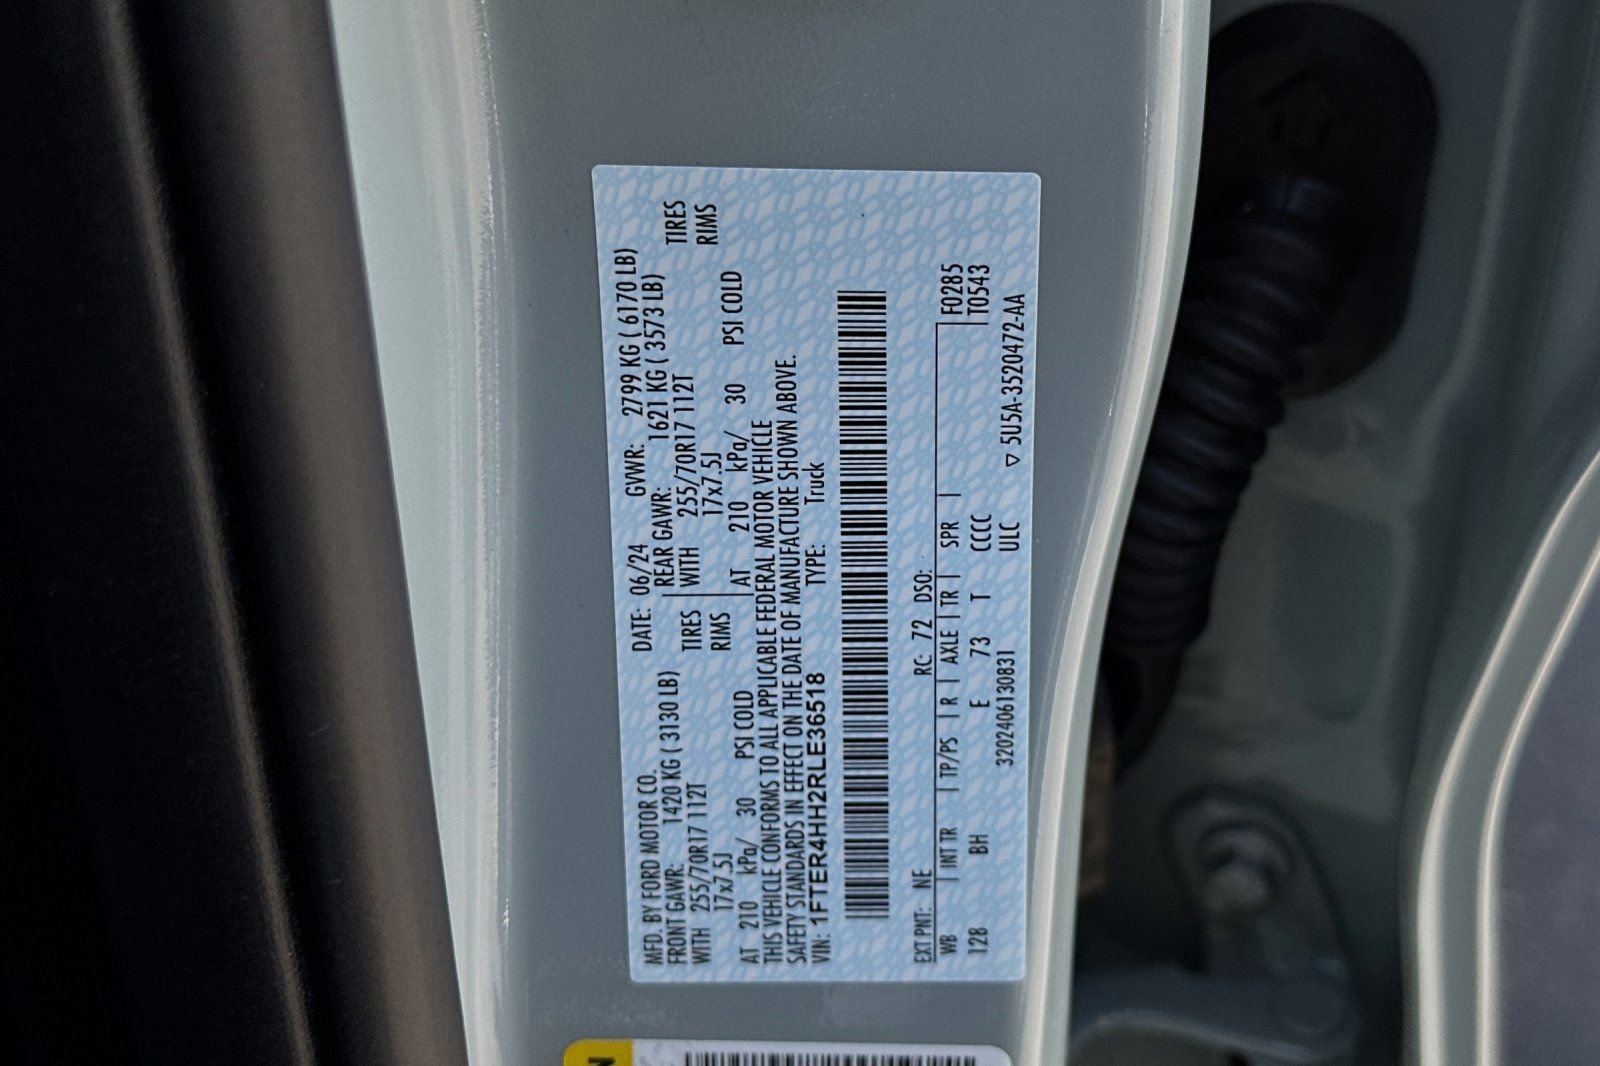 MFD. BY FORD MOTOR CO. DATE: 06/24 GVWR: 2799 KG ( 6170 LB)
FRONT GAWR: 1420 KG ( 3130 LB) REAR GAWR: 1621 KG ( 3573 LB)
WITH 255/70R17 112T TIRES WITH 255/70R17 112T TIRES
17x7.5J RIMS 17x7.5J RIMS
AT 210 kPa/ 30 PSI COLD AT 210 kPa/ 30 PSI COLD
THIS VEHICLE CONFORMS TO ALL APPLICABLE FEDERAL MOTOR VEHICLE
SAFETY STANDARDS IN EFFECT ON THE DATE OF MANUFACTURE SHOWN ABOVE.
VIN: 1FTER4HH2RLE36518 TYPE: Truck
EXT PNT: NE RC: 72 DSO: F0285
WB | INT TR | TP/PS | R | AXLE | TR | SPR | T0543
128 BH E 73 T CCCC
3202406130831 ULC ▽ 5U5A-3520472-AA
N